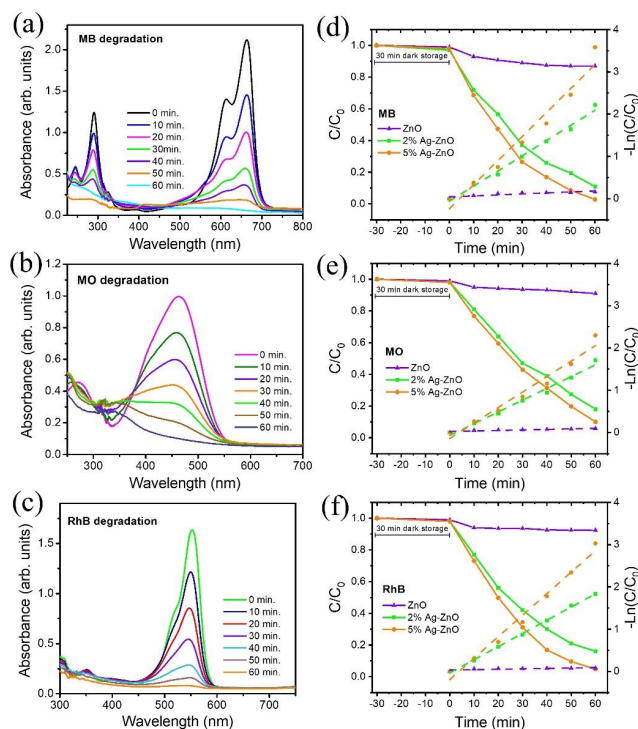 (a)
MB degradation
0 min.
10 min.
20 min.
30min.
40 min.
50 min.
60 min.
Absorbance (arb. units)
2.5
2.0
1.5
1.0
0.5
0.0
300 400 500 600 700 800
Wavelength (nm)
(d)
30 min dark storage
MB
ZnO
2% Ag-ZnO
5% Ag-ZnO
C/C0
1.0
0.8
0.6
0.4
0.2
0.0
-Ln(C/C0)
4
3
2
1
0
-30 -20 -10 0 10 20 30 40 50 60
Time (min)
(b)
MO degradation
0 min.
10 min.
20 min.
30 min.
40 min.
50 min.
60 min.
Absorbance (arb. units)
1.2
1.0
0.8
0.6
0.4
0.2
0.0
300 400 500 600 700
Wavelength (nm)
(e)
30 min dark storage
MO
ZnO
2% Ag-ZnO
5% Ag-ZnO
C/C0
1.0
0.8
0.6
0.4
0.2
0.0
-Ln(C/C0)
4
3
2
1
0
-30 -20 -10 0 10 20 30 40 50 60
Time (min)
(c)
RhB degradation
0 min.
10 min.
20 min.
30 min.
40 min.
50 min.
60 min.
Absorbance (arb. units)
2.0
1.5
1.0
0.5
0.0
300 400 500 600 700
Wavelength (nm)
(f)
30 min dark storage
RhB
ZnO
2% Ag-ZnO
5% Ag-ZnO
C/C0
1.0
0.8
0.6
0.4
0.2
0.0
-Ln(C/C0)
4
3
2
1
0
-30 -20 -10 0 10 20 30 40 50 60
Time (min)